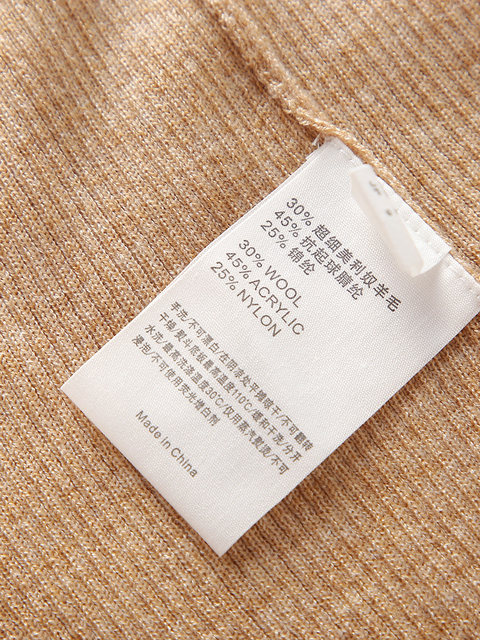 30% 超细美利奴羊毛
45% 抗起球腈纶
25% 锦纶
30% WOOL
45% ACRYLIC
25% NYLON
手洗/不可漂白/在阴凉处平摊晾干/不可翻转
干燥/熨斗底板最高温度110℃/缓和干洗/分开
水洗/最高洗涤温度30℃/仅用蒸汽熨烫/不可
浸泡/不可使用荧光增白剂
Made in China